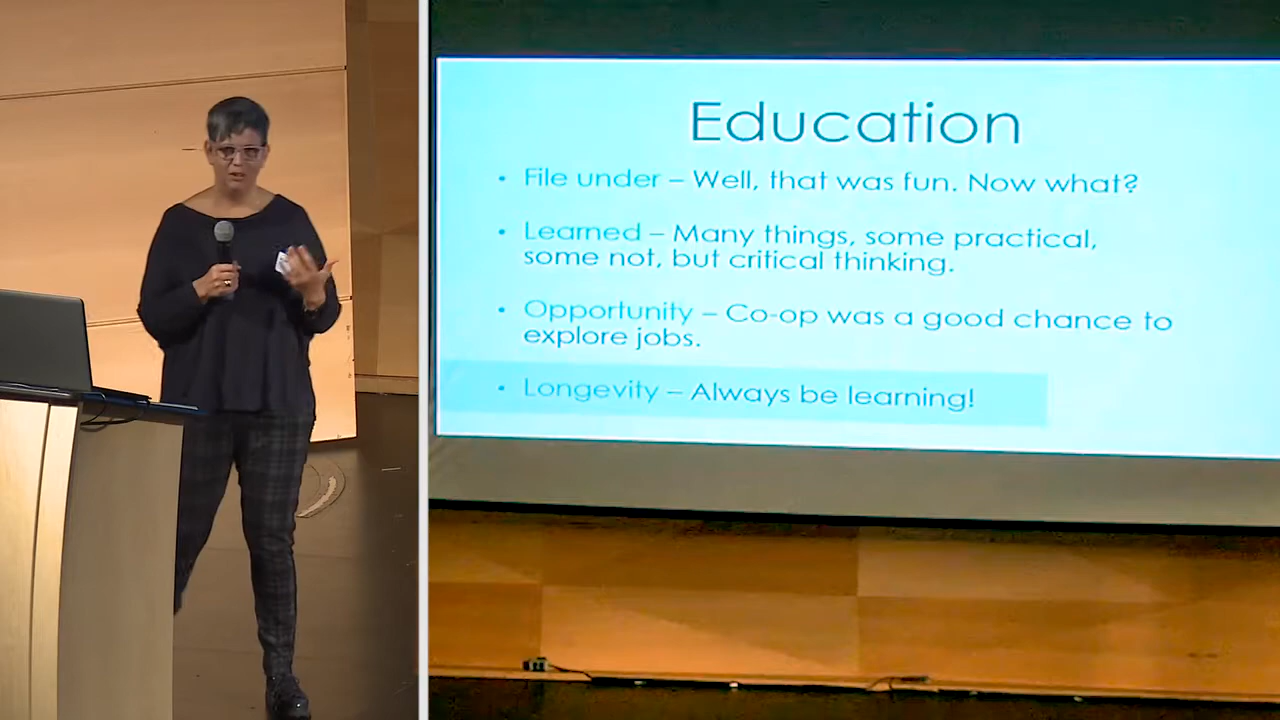 Education
• File under – Well, that was fun. Now what?
• Learned – Many things, some practical,
some not, but critical thinking.
• Opportunity – Co-op was a good chance to
explore jobs.
• Longevity – Always be learning!